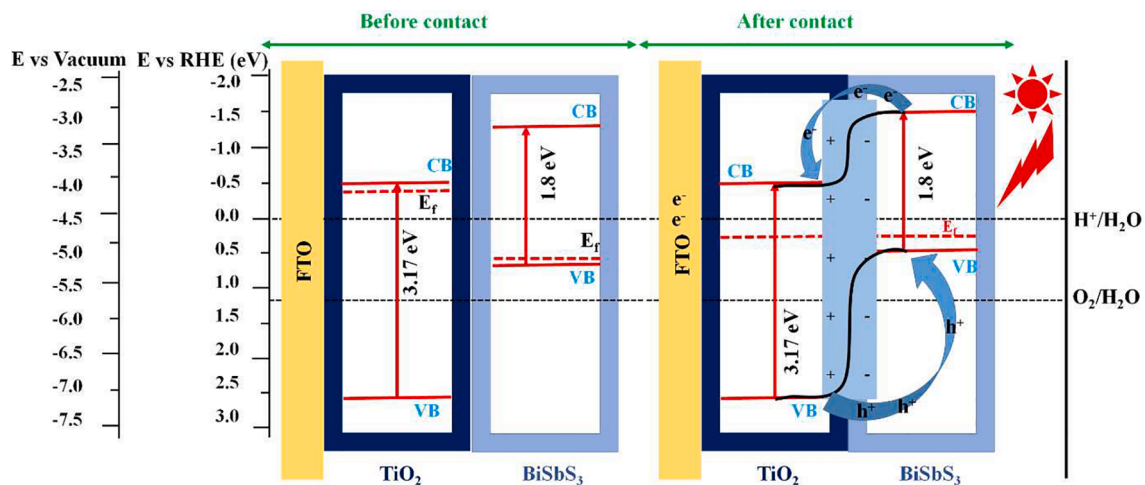 Before contact
After contact
E vs Vacuum
E vs RHE (eV)
-2.5
-3.0
-3.5
-4.0
-4.5
-5.0
-5.5
-6.0
-6.5
-7.0
-7.5
-2.0
-1.5
-1.0
-0.5
0.0
0.5
1.0
1.5
2.0
2.5
3.0
FTO
CB
E_f
3.17 eV
VB
TiO₂
CB
1.8 eV
E_f
VB
BiSbS₃
e⁻
e⁻
FTO
CB
3.17 eV
VB
TiO₂
e⁻
e⁻
e⁻
+
-
+
-
+
-
+
-
+
-
CB
1.8 eV
E_f
VB
h⁺
h⁺
h⁺
BiSbS₃
H⁺/H₂O
O₂/H₂O